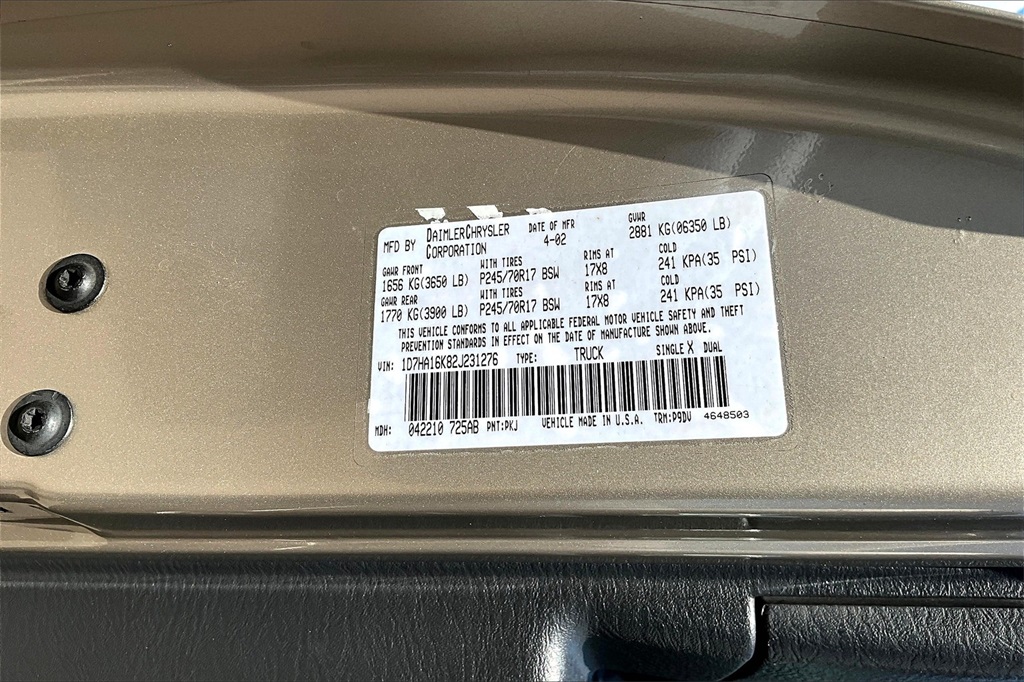 MFD BY DAIMLERCHRYSLER CORPORATION DATE OF MFR 4-02 GVWR 2881 KG(06350 LB)
GAWR FRONT WITH TIRES RIMS AT COLD
1656 KG(3650 LB) P245/70R17 BSW 17X8 241 KPA(35 PSI)
GAWR REAR WITH TIRES RIMS AT COLD
1770 KG(3900 LB) P245/70R17 BSW 17X8 241 KPA(35 PSI)
THIS VEHICLE CONFORMS TO ALL APPLICABLE FEDERAL MOTOR VEHICLE SAFETY AND THEFT
PREVENTION STANDARDS IN EFFECT ON THE DATE OF MANUFACTURE SHOWN ABOVE.
VIN: 1D7HA16K82J231276 TYPE: TRUCK SINGLE X DUAL
MDH: 042210 725AB PNT:PKJ VEHICLE MADE IN U.S.A. TRM:P9DV 4648503